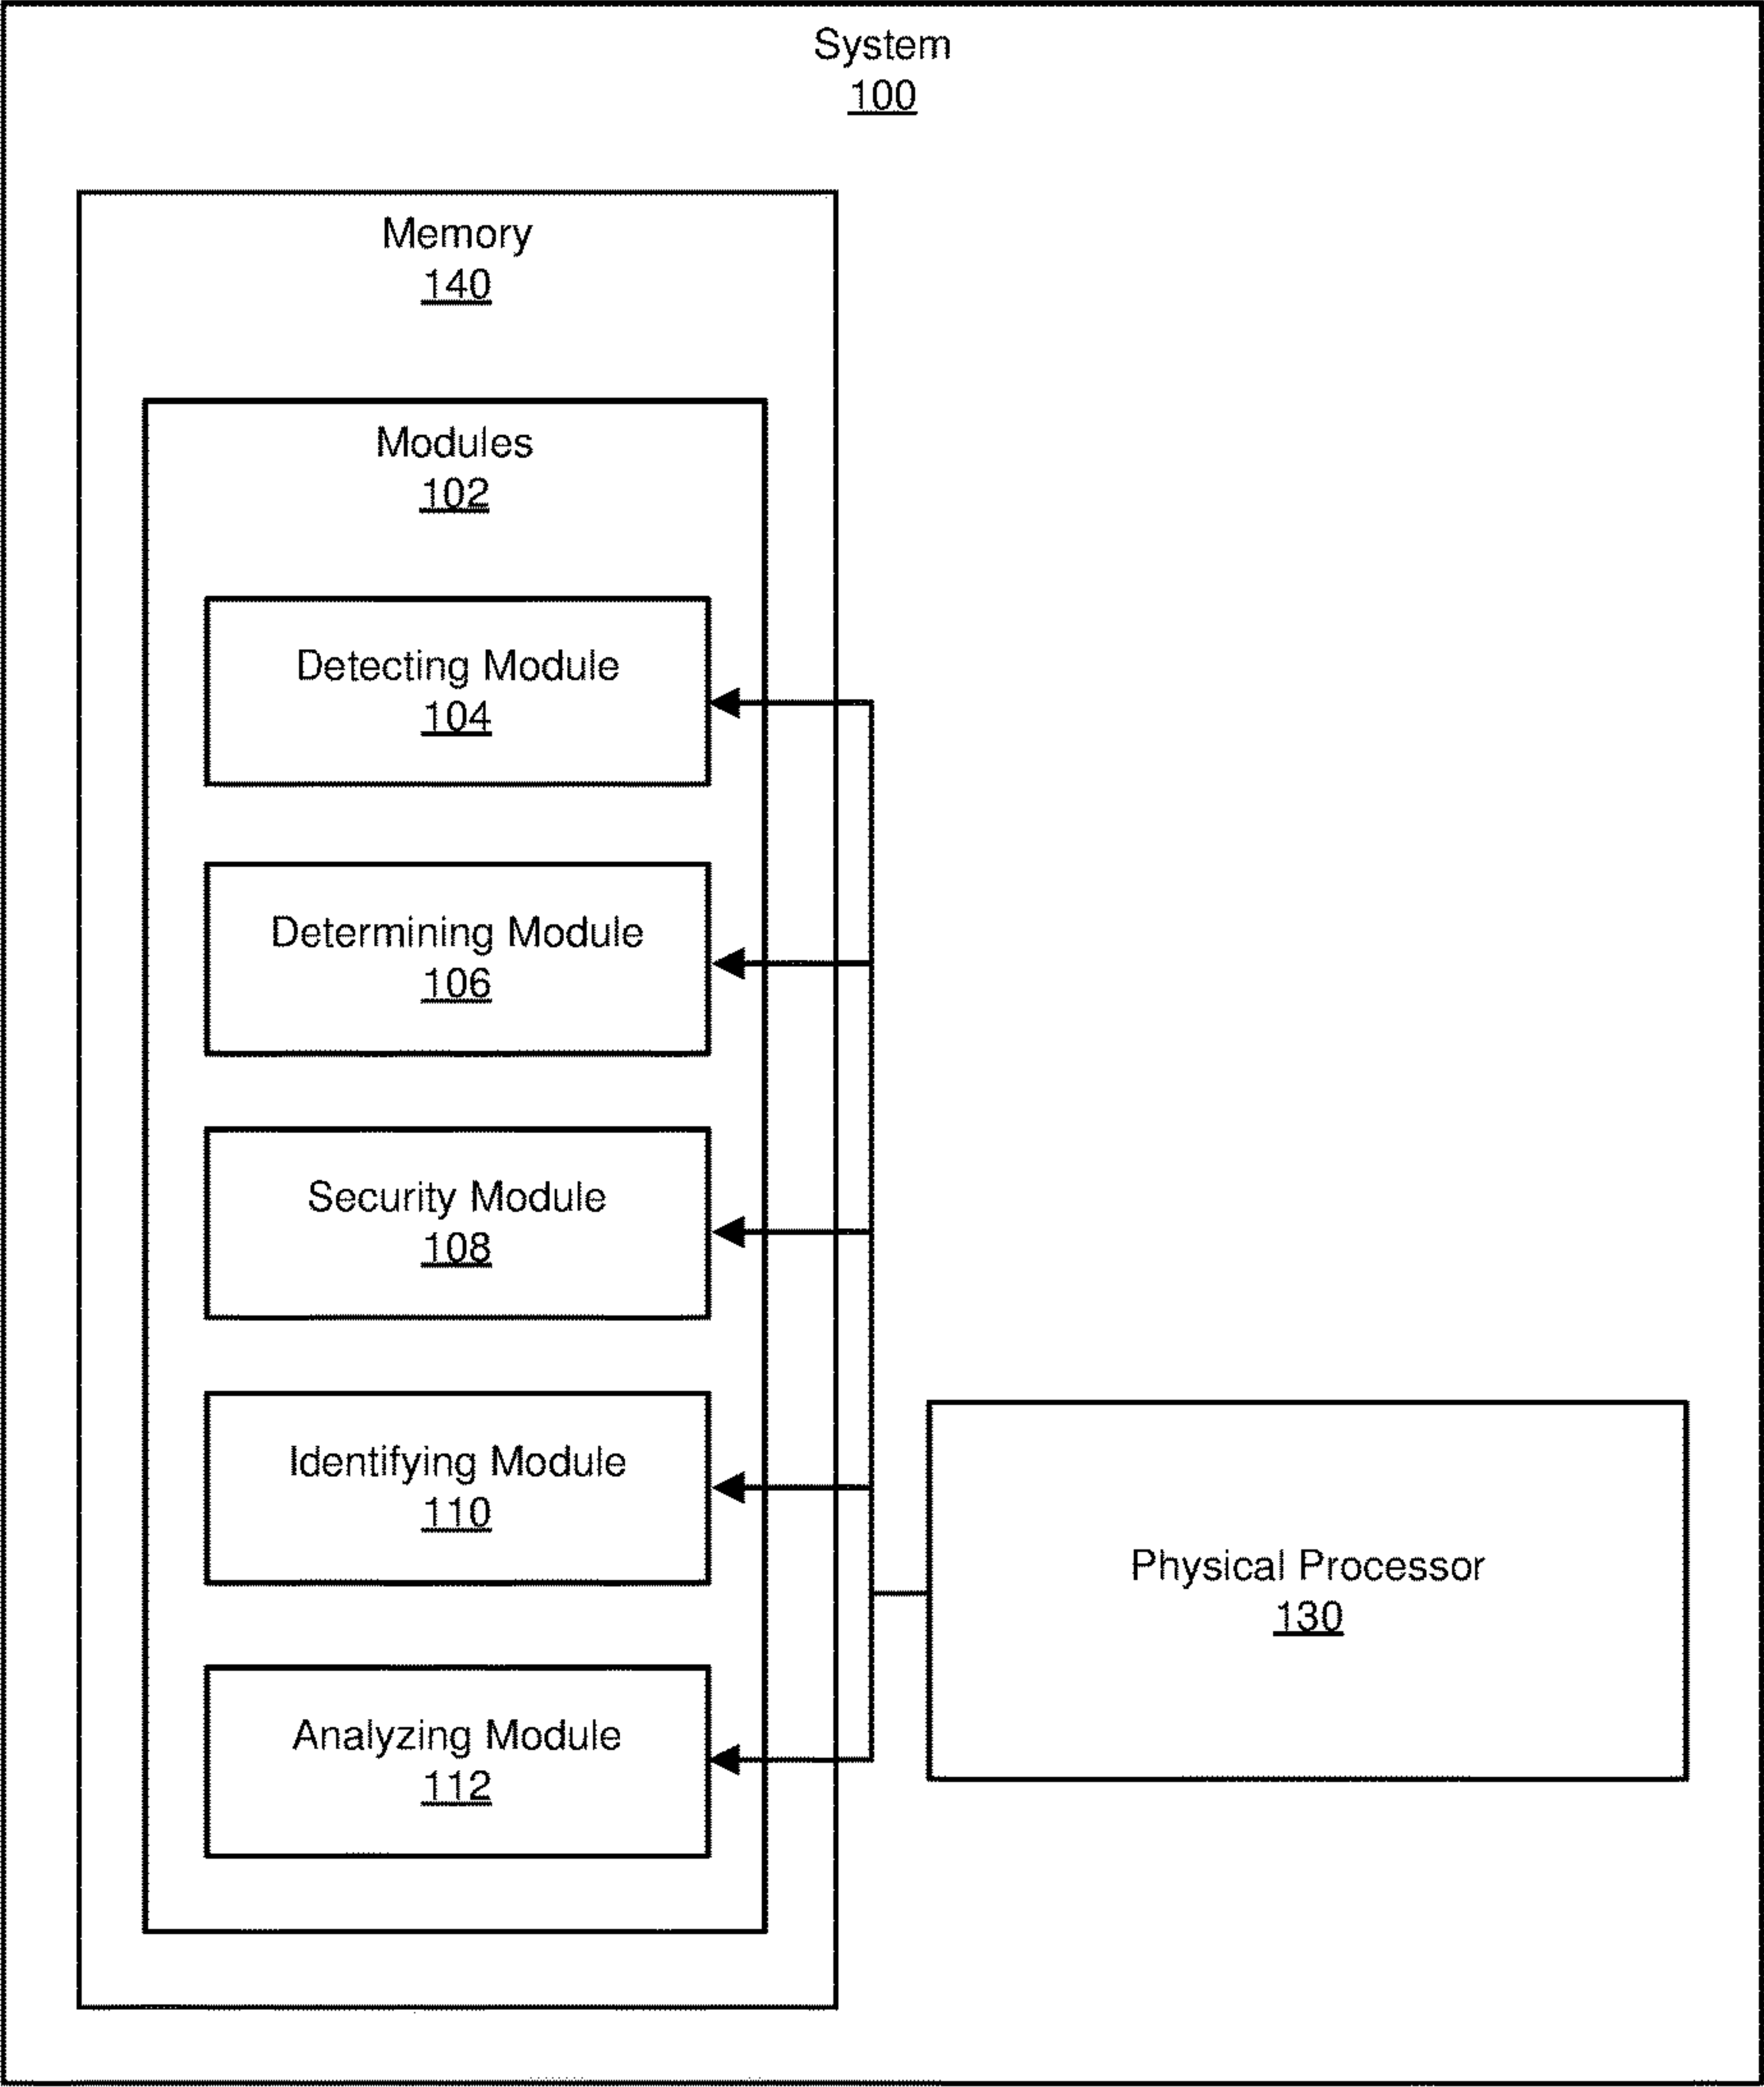 System
100
Memory
140
Modules
102
Detecting Module
104
Determining Module
106
Security Module
108
Identifying Module
110
Analyzing Module
112
Physical Processor
130